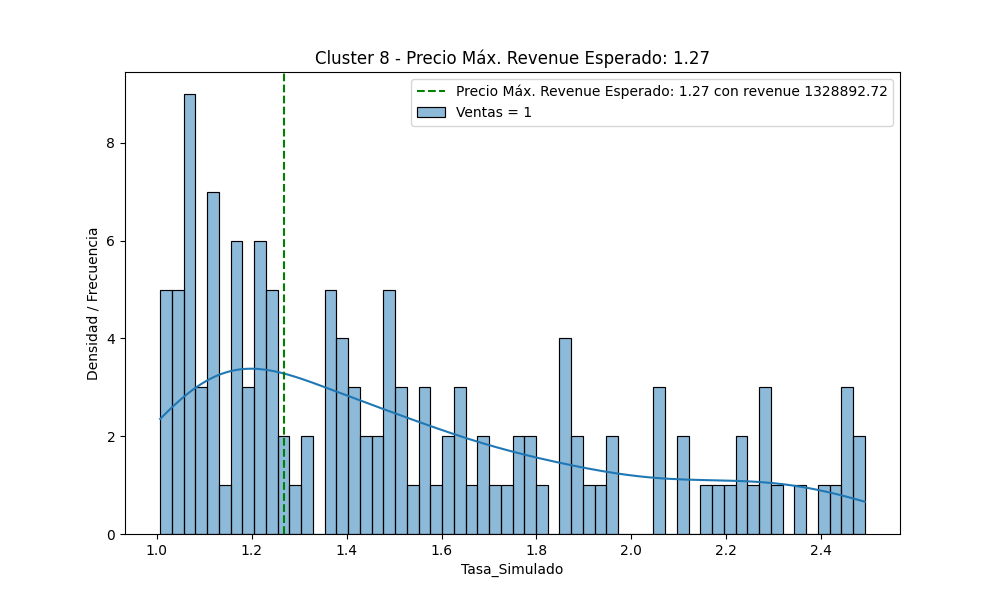 Cluster 8 - Precio Máx. Revenue Esperado: 1.27
Precio Máx. Revenue Esperado: 1.27 con revenue 1328892.72
Ventas = 1
Densidad / Frecuencia
8
6
4
2
0
1.0 1.2 1.4 1.6 1.8 2.0 2.2 2.4
Tasa_Simulado